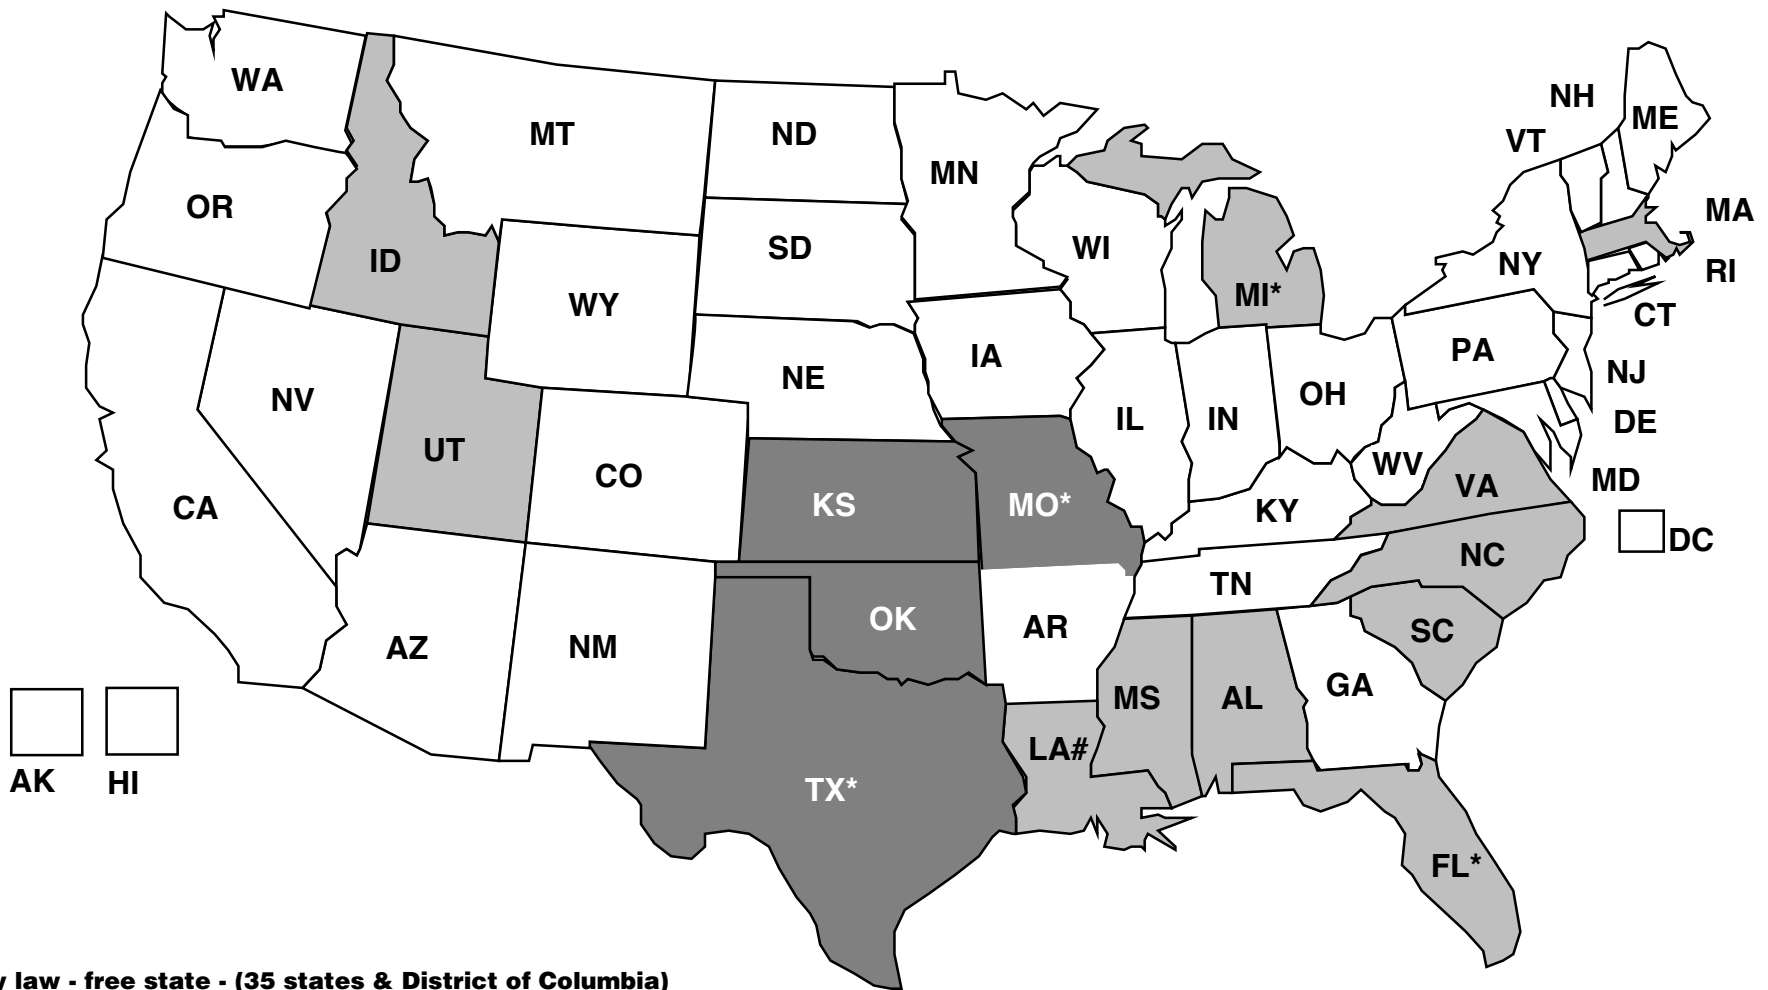 WA
MT
ND
MN
NH
ME
VT
OR
ID
SD
WI
MI*
NY
MA
RI
CT
WY
IA
PA
NE
NJ
NV
OH
DE
IL
IN
UT
CO
WV
VA
MD
CA
KS
MO*
KY
DC
NC
TN
AZ
NM
OK
AR
SC
MS
AL
GA
LA#
TX*
AK
HI
FL*
law - free state - (35 states & District of Columbia)